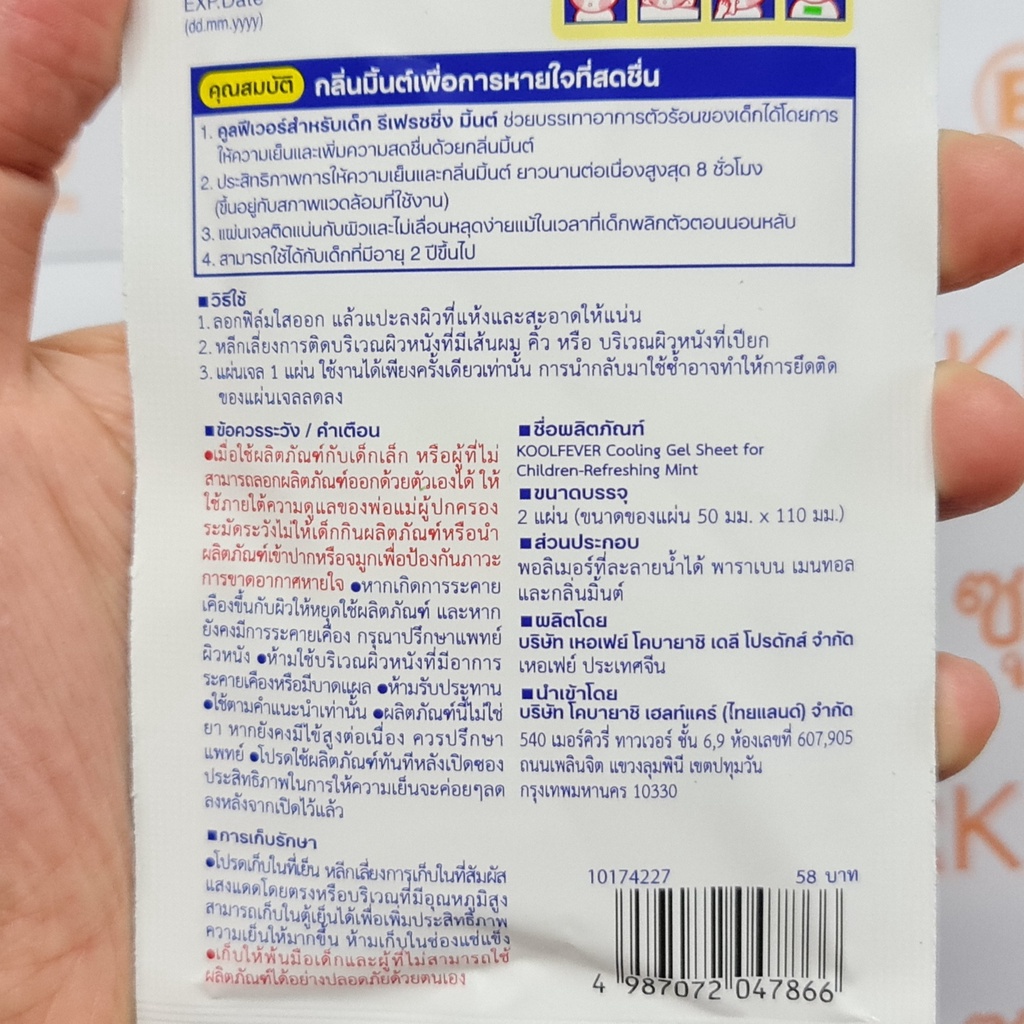 EXP.Date
(dd.mm.yyyy)
คุณสมบัติ กลิ่นมิ้นต์เพื่อการหายใจที่สดชื่น
1. คูลฟีเวอร์สำหรับเด็ก รีเฟรชชิ่ง มิ้นต์ ช่วยบรรเทาอาการตัวร้อนของเด็กได้โดยการ
ให้ความเย็นและเพิ่มความสดชื่นด้วยกลิ่นมิ้นต์
2. ประสิทธิภาพการให้ความเย็นและกลิ่นมิ้นต์ ยาวนานต่อเนื่องสูงสุด 8 ชั่วโมง
(ขึ้นอยู่กับสภาพแวดล้อมที่ใช้งาน)
3. แผ่นเจลติดแน่นกับผิวและไม่เลื่อนหลุดง่ายแม้ในเวลาที่เด็กพลิกตัวตอนนอนหลับ
4. สามารถใช้ได้กับเด็กที่มีอายุ 2 ปีขึ้นไป
■วิธีใช้
1. ลอกฟิล์มใสออก แล้วแปะลงผิวที่แห้งและสะอาดให้แน่น
2. หลีกเลี่ยงการติดบริเวณผิวหนังที่มีเส้นผม คิ้ว หรือ บริเวณผิวหนังที่เปียก
3. แผ่นเจล 1 แผ่น ใช้งานได้เพียงครั้งเดียวเท่านั้น การนำกลับมาใช้ซ้ำอาจทำให้การยึดติด
ของแผ่นเจลลดลง
■ข้อควรระวัง / คำเตือน
●เมื่อใช้ผลิตภัณฑ์กับเด็กเล็ก หรือผู้ที่ไม่
สามารถลอกผลิตภัณฑ์ออกด้วยตัวเองได้ ให้
ใช้ภายใต้ความดูแลของพ่อแม่ผู้ปกครอง
ระมัดระวังไม่ให้เด็กกินผลิตภัณฑ์หรือนำ
ผลิตภัณฑ์เข้าปากหรือจมูกเพื่อป้องกันภาวะ
การขาดอากาศหายใจ ●หากเกิดการระคาย
เคืองขึ้นกับผิวให้หยุดใช้ผลิตภัณฑ์ และหาก
ยังคงมีการระคายเคือง กรุณาปรึกษาแพทย์
ผิวหนัง ●ห้ามใช้บริเวณผิวหนังที่มีอาการ
ระคายเคืองหรือมีบาดแผล ●ห้ามรับประทาน
●ใช้ตามคำแนะนำเท่านั้น ●ผลิตภัณฑ์นี้ไม่ใช่
ยา หากยังคงมีไข้สูงต่อเนื่อง ควรปรึกษา
แพทย์ ●โปรดใช้ผลิตภัณฑ์ทันทีหลังเปิดซอง
ประสิทธิภาพในการให้ความเย็นจะค่อยๆลด
ลงหลังจากเปิดไว้แล้ว
■การเก็บรักษา
●โปรดเก็บในที่เย็น หลีกเลี่ยงการเก็บในที่สัมผัส
แสงแดดโดยตรงหรือบริเวณที่มีอุณหภูมิสูง
สามารถเก็บในตู้เย็นได้เพื่อเพิ่มประสิทธิภาพ
ความเย็นให้มากขึ้น ห้ามเก็บในช่องแช่แข็ง
●เก็บให้พ้นมือเด็กและผู้ที่ไม่สามารถใช้
ผลิตภัณฑ์ได้อย่างปลอดภัยด้วยตนเอง
■ชื่อผลิตภัณฑ์
KOOLFEVER Cooling Gel Sheet for
Children-Refreshing Mint
■ขนาดบรรจุ
2 แผ่น (ขนาดของแผ่น 50 มม. x 110 มม.)
■ส่วนประกอบ
พอลิเมอร์ที่ละลายน้ำได้ พาราเบน เมนทอล
และกลิ่นมิ้นต์
■ผลิตโดย
บริษัท เหอเฟย์ โคบายาชิ เดลี โปรดักส์ จำกัด
เหอเฟย์ ประเทศจีน
■นำเข้าโดย
บริษัท โคบายาชิ เฮลท์แคร์ (ไทยแลนด์) จำกัด
540 เมอร์คิวรี่ ทาวเวอร์ ชั้น 6,9 ห้องเลขที่ 607,905
ถนนเพลินจิต แขวงลุมพินี เขตปทุมวัน
กรุงเทพมหานคร 10330
10174227 58 บาท
4 987072 047866